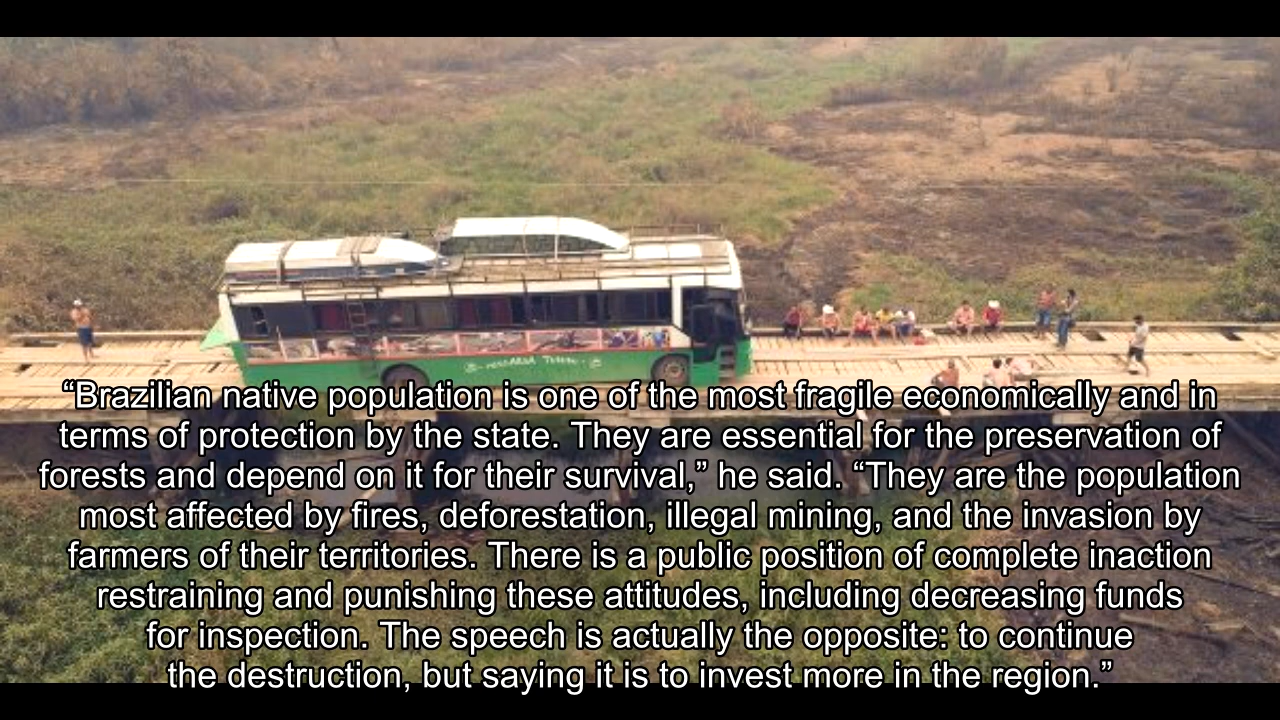 “Brazilian native population is one of the most fragile economically and in
terms of protection by the state. They are essential for the preservation of
forests and depend on it for their survival,” he said. “They are the population
most affected by fires, deforestation, illegal mining, and the invasion by
farmers of their territories. There is a public position of complete inaction
restraining and punishing these attitudes, including decreasing funds
for inspection. The speech is actually the opposite: to continue
the destruction, but saying it is to invest more in the region.”